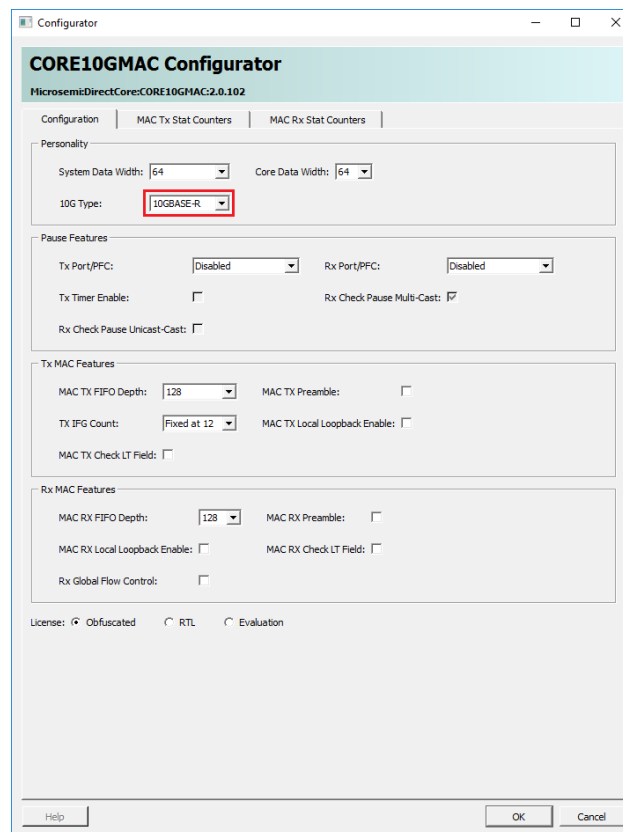 Configurator
CORE10GMAC Configurator
Microsemi:DirectCore:CORE10GMAC:2.0.102
Configuration MAC Tx Stat Counters MAC Rx Stat Counters
Personality
System Data Width: 64 Core Data Width: 64
10G Type: 10GBASE-R
Pause Features
Tx Port/PFC: Disabled Rx Port/PFC: Disabled
Tx Timer Enable: Rx Check Pause Multi-Cast:
Rx Check Pause Unicast-Cast:
Tx MAC Features
MAC TX FIFO Depth: 128 MAC TX Preamble:
TX IFG Count: Fixed at 12 MAC TX Local Loopback Enable:
MAC TX Check LT Field:
Rx MAC Features
MAC RX FIFO Depth: 128 MAC RX Preamble:
MAC RX Local Loopback Enable: MAC RX Check LT Field:
Rx Global Flow Control:
License: Obfuscated RTL Evaluation
Help OK Cancel